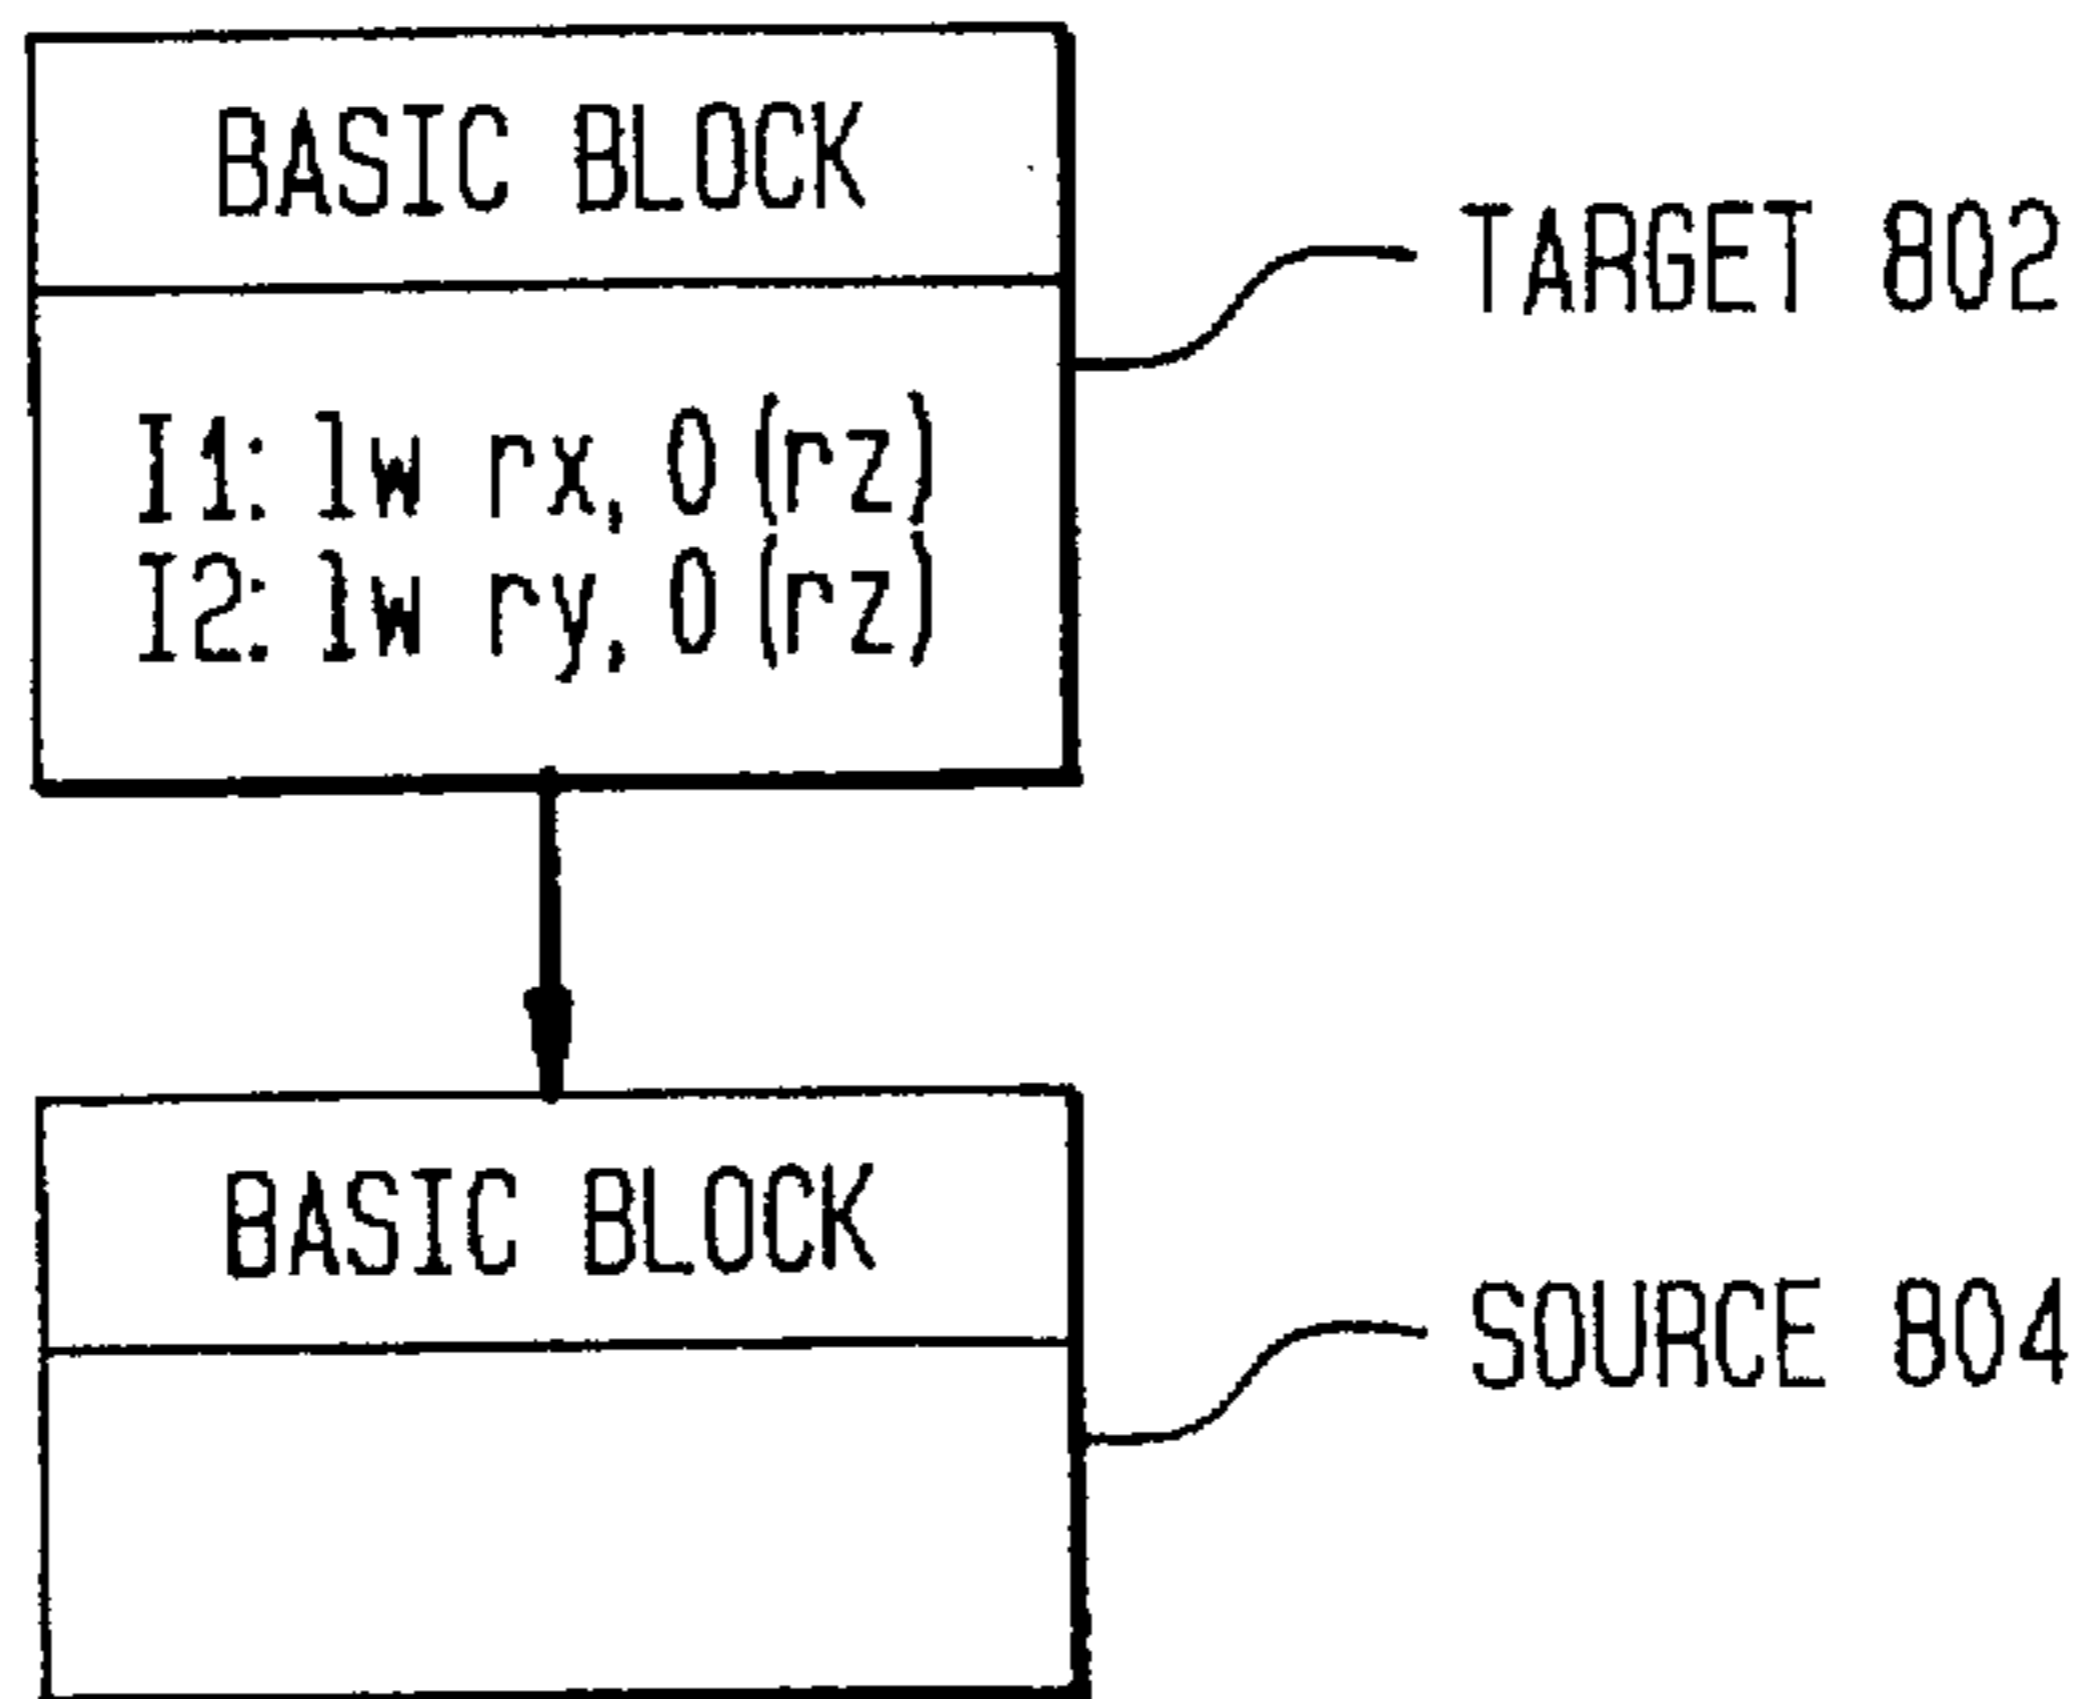 BASIC BLOCK
TARGET 802
I1: lw rx, 0 (rz)
I2: lw ry, 0 (rz)
BASIC BLOCK
SOURCE 804